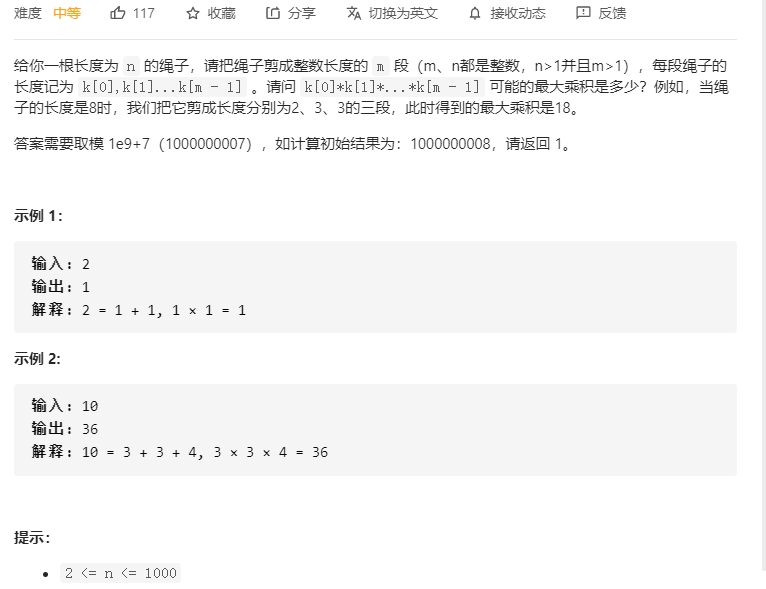 难度 中等 117 收藏 分享 切换为英文 接收动态 反馈
给你一根长度为 n 的绳子，请把绳子剪成整数长度的 m 段（m、n都是整数，n>1并且m>1），每段绳子的
长度记为 k[0],k[1]...k[m - 1] 。请问 k[0]*k[1]*...*k[m - 1] 可能的最大乘积是多少？例如，当绳
子的长度是8时，我们把它剪成长度分别为2、3、3的三段，此时得到的最大乘积是18。
答案需要取模 1e9+7（1000000007），如计算初始结果为：1000000008，请返回 1。
示例 1：
输入：2
输出：1
解释：2 = 1 + 1, 1 × 1 = 1
示例 2:
输入：10
输出：36
解释：10 = 3 + 3 + 4, 3 × 3 × 4 = 36
提示：
• 2 <= n <= 1000